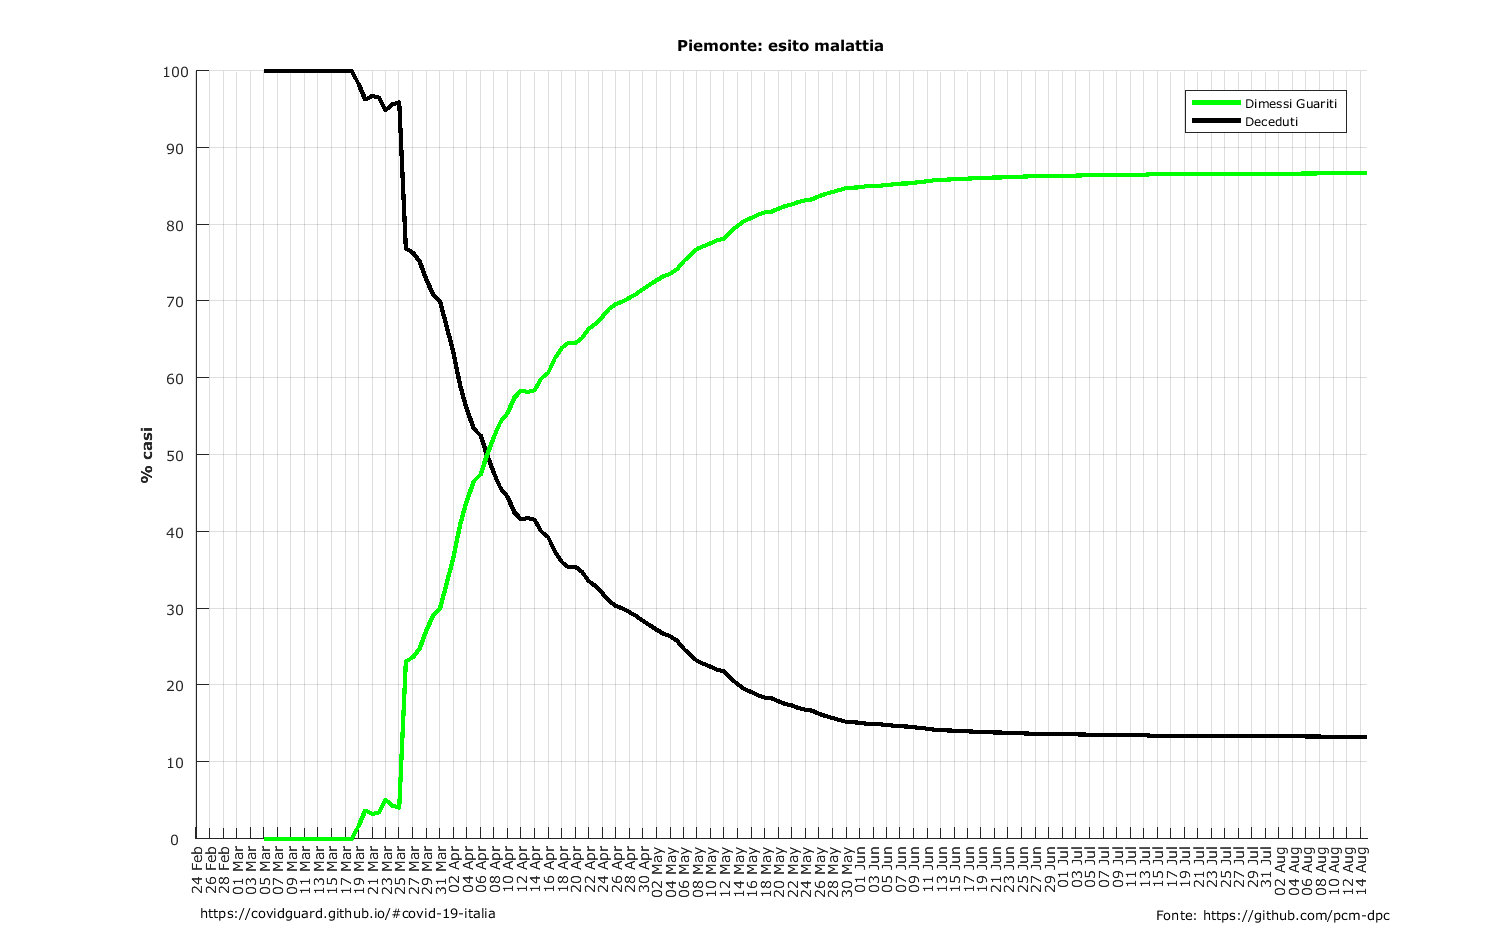 Piemonte: esito malattia
Dimessi Guariti
Deceduti
% casi
100
90
80
70
60
50
40
30
20
10
0
24 Feb
26 Feb
28 Feb
01 Mar
03 Mar
05 Mar
07 Mar
09 Mar
11 Mar
13 Mar
15 Mar
17 Mar
19 Mar
21 Mar
23 Mar
25 Mar
27 Mar
29 Mar
31 Mar
02 Apr
04 Apr
06 Apr
08 Apr
10 Apr
12 Apr
14 Apr
16 Apr
18 Apr
20 Apr
22 Apr
24 Apr
26 Apr
28 Apr
30 Apr
02 May
04 May
06 May
08 May
10 May
12 May
14 May
16 May
18 May
20 May
22 May
24 May
26 May
28 May
30 May
01 Jun
03 Jun
05 Jun
07 Jun
09 Jun
11 Jun
13 Jun
15 Jun
17 Jun
19 Jun
21 Jun
23 Jun
25 Jun
27 Jun
29 Jun
01 Jul
03 Jul
05 Jul
07 Jul
09 Jul
11 Jul
13 Jul
15 Jul
17 Jul
19 Jul
21 Jul
23 Jul
25 Jul
27 Jul
29 Jul
31 Jul
02 Aug
04 Aug
06 Aug
08 Aug
10 Aug
12 Aug
14 Aug
https://covidguard.github.io/#covid-19-italia
Fonte: https://github.com/pcm-dpc